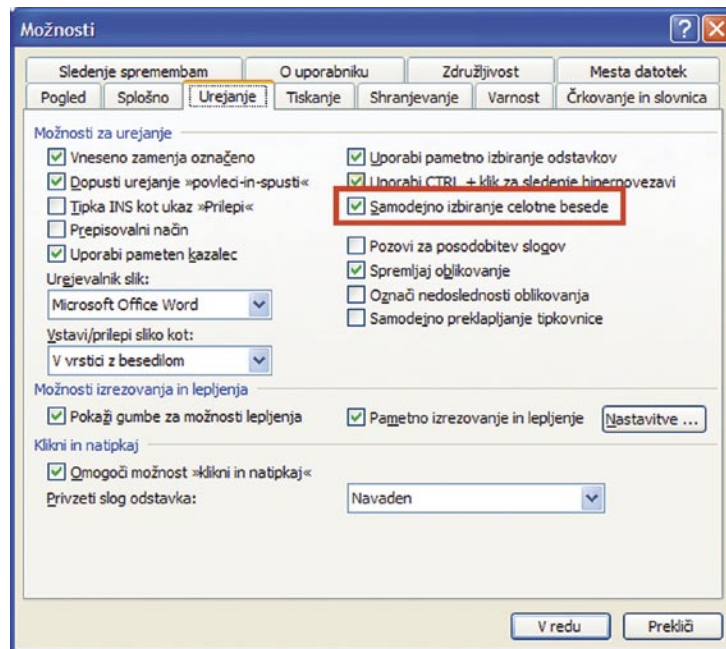 Možnosti
Sledenje spremembam O uporabniku Združljivost Mesta datotek
Pogled Splošno Urejanje Tiskanje Shranjevanje Varnost Črkovanje in slovnica
Možnosti za urejanje
Vneseno zamenja označeno
Dopusti urejanje »povleci-in-spusti«
Tipka INS kot ukaz »Prilepi«
Prepisovalni način
Uporabi pameten kazalec
Urejevalnik slik:
Microsoft Office Word
Vstavi/prilepi sliko kot:
V vrstici z besedilom
Uporabi pametno izbiranje odstavkov
Uporabi CTRL + klik za sledenje hiperpovezavi
Samodejno izbiranje celotne besede
Pozovi za posodobitev slogov
Spremljaj oblikovanje
Označi nedoslednosti oblikovanja
Samodejno preklapljanje tipkovnice
Možnosti izrezovanja in lepljenja
Pokaži gumbe za možnosti lepljenja
Pametno izrezovanje in lepljenje
Nastavitve ...
Klikni in natipkaj
Omogoči možnost »klikni in natipkaj«
Privzeti slog odstavka: Navaden
V redu Prekliči